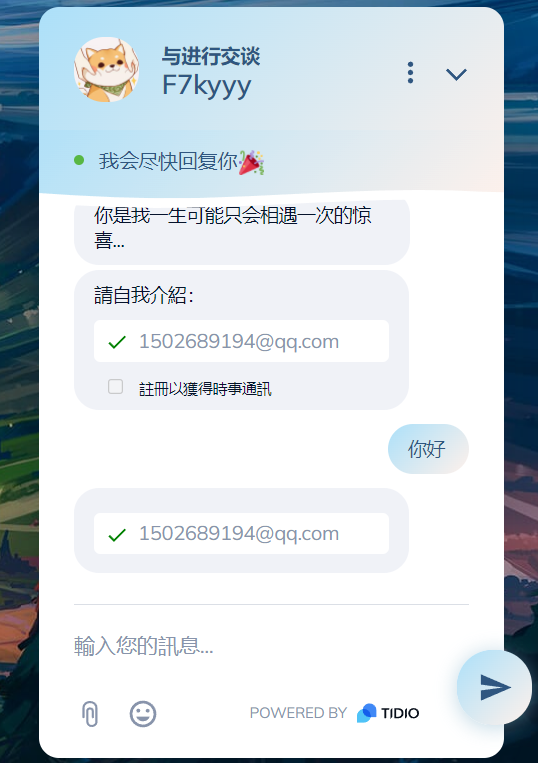 与进行交谈
F7kyyy
我会尽快回复你🎉
你是我一生可能只会相遇一次的惊
喜...
請自我介紹：
1502689194@qq.com
註冊以獲得時事通訊
你好
1502689194@qq.com
輸入您的訊息...
POWERED BY TIDIO